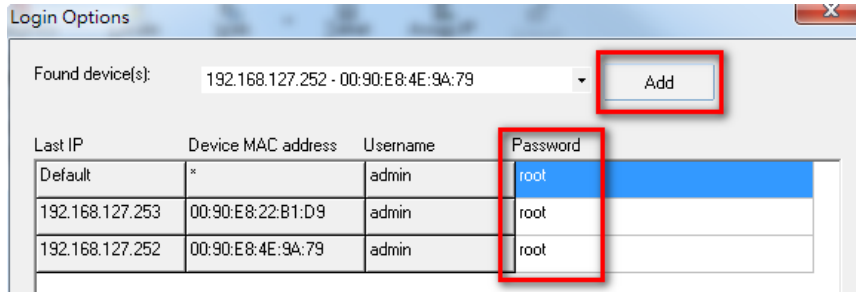 Login Options
Found device(s): 192.168.127.252 - 00:90:E8:4E:9A:79 Add
Last IP Device MAC address Username Password
Default * admin root
192.168.127.253 00:90:E8:22:B1:D9 admin root
192.168.127.252 00:90:E8:4E:9A:79 admin root